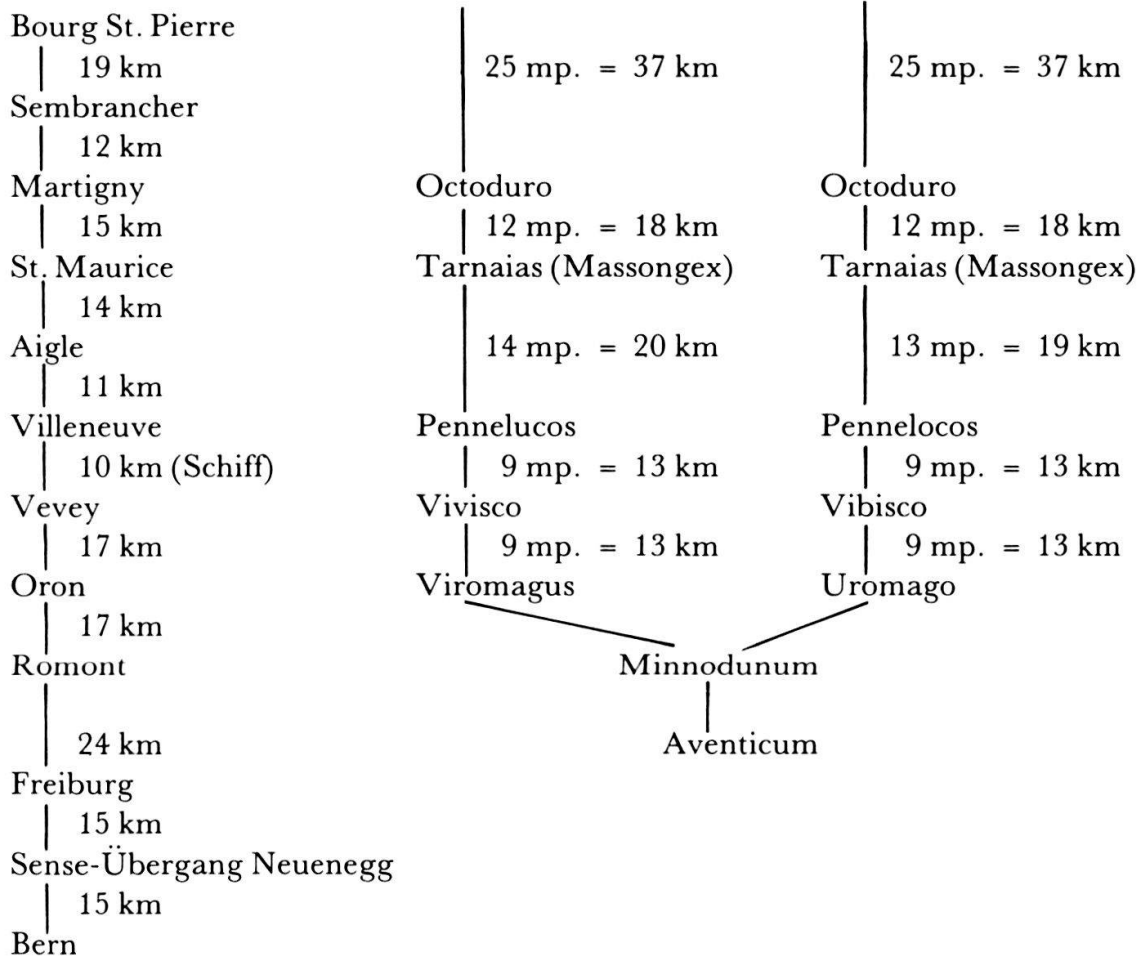 Bourg St. Pierre
19 km 25 mp. = 37 km 25 mp. = 37 km
Sembrancher
12 km
Martigny Octoduro Octoduro
15 km 12 mp. = 18 km 12 mp. = 18 km
St. Maurice Tarnaias (Massongex) Tarnaias (Massongex)
14 km
Aigle 14 mp. = 20 km 13 mp. = 19 km
11 km
Villeneuve Pennelucos Pennelocos
10 km (Schiff) 9 mp. = 13 km 9 mp. = 13 km
Vevey Vivisco Vibisco
17 km 9 mp. = 13 km 9 mp. = 13 km
Oron Viromagus Uromago
17 km
Romont Minnodunum
24 km Aventicum
Freiburg
15 km
Sense-Übergang Neuenegg
15 km
Bern